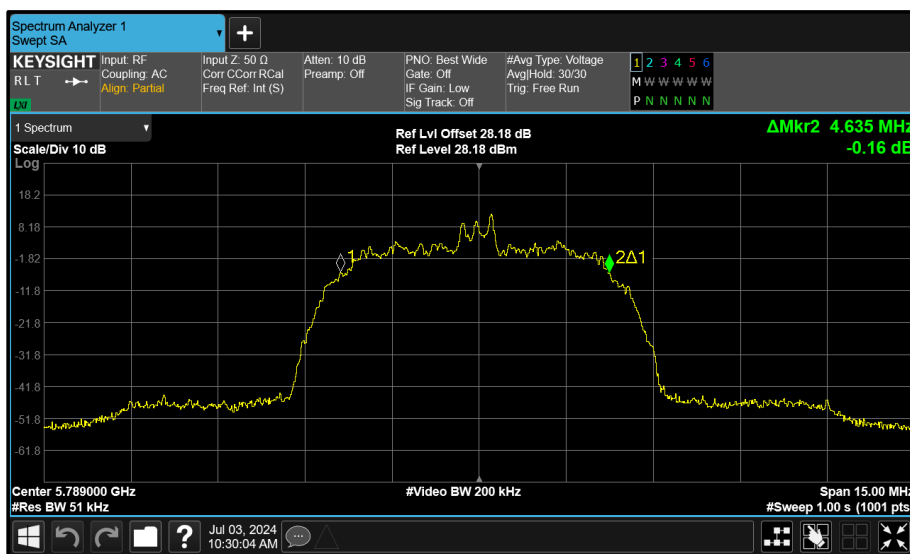 Spectrum Analyzer 1
Swept SA
+
KEYSIGHT
R L T
LXI
Input: RF
Coupling: AC
Align: Partial
Input Z: 50 Ω
Corr CCorr RCal
Freq Ref: Int (S)
Atten: 10 dB
Preamp: Off
PNO: Best Wide
Gate: Off
IF Gain: Low
Sig Track: Off
#Avg Type: Voltage
Avg|Hold: 30/30
Trig: Free Run
1 2 3 4 5 6
M W W W W W
P N N N N N
1 Spectrum
Scale/Div 10 dB
Ref Lvl Offset 28.18 dB
Ref Level 28.18 dBm
ΔMkr2 4.635 MHz
-0.16 dB
Log
18.2
8.18
-1.82
-11.8
-21.8
-31.8
-41.8
-51.8
-61.8
1
2Δ1
Center 5.789000 GHz
#Video BW 200 kHz
Span 15.00 MHz
#Res BW 51 kHz
#Sweep 1.00 s (1001 pts
?
Jul 03, 2024
10:30:04 AM